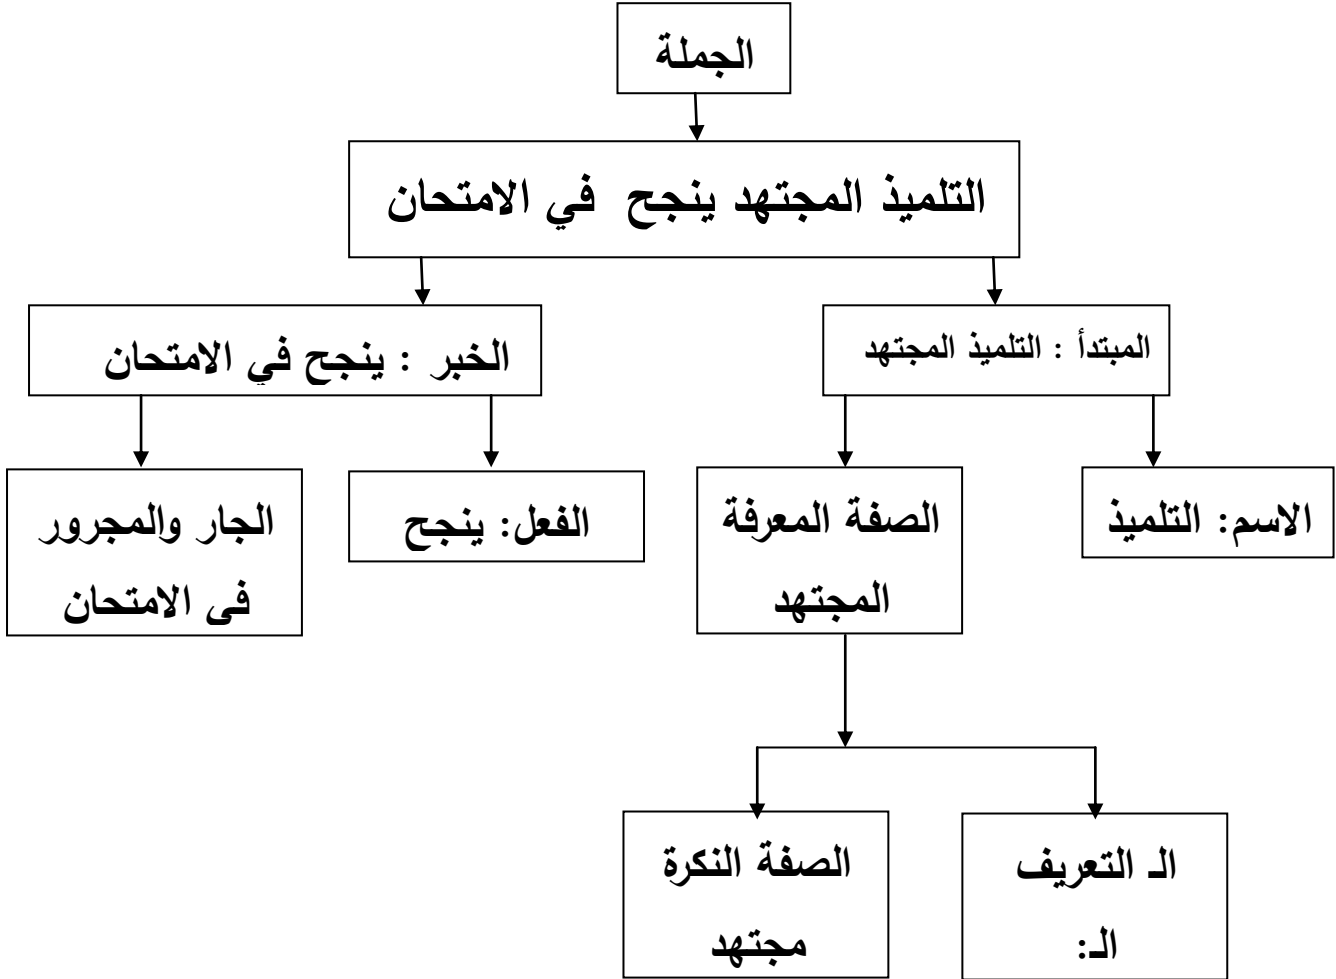 الجملة
التلميذ المجتهد ينجح في الامتحان
المبتدأ : التلميذ المجتهد
الخبر : ينجح في الامتحان
الاسم: التلميذ
الصفة المعرفة
المجتهد
الفعل: ينجح
الجار والمجرور
في الامتحان
الـ التعريف
الـ:
الصفة النكرة
مجتهد